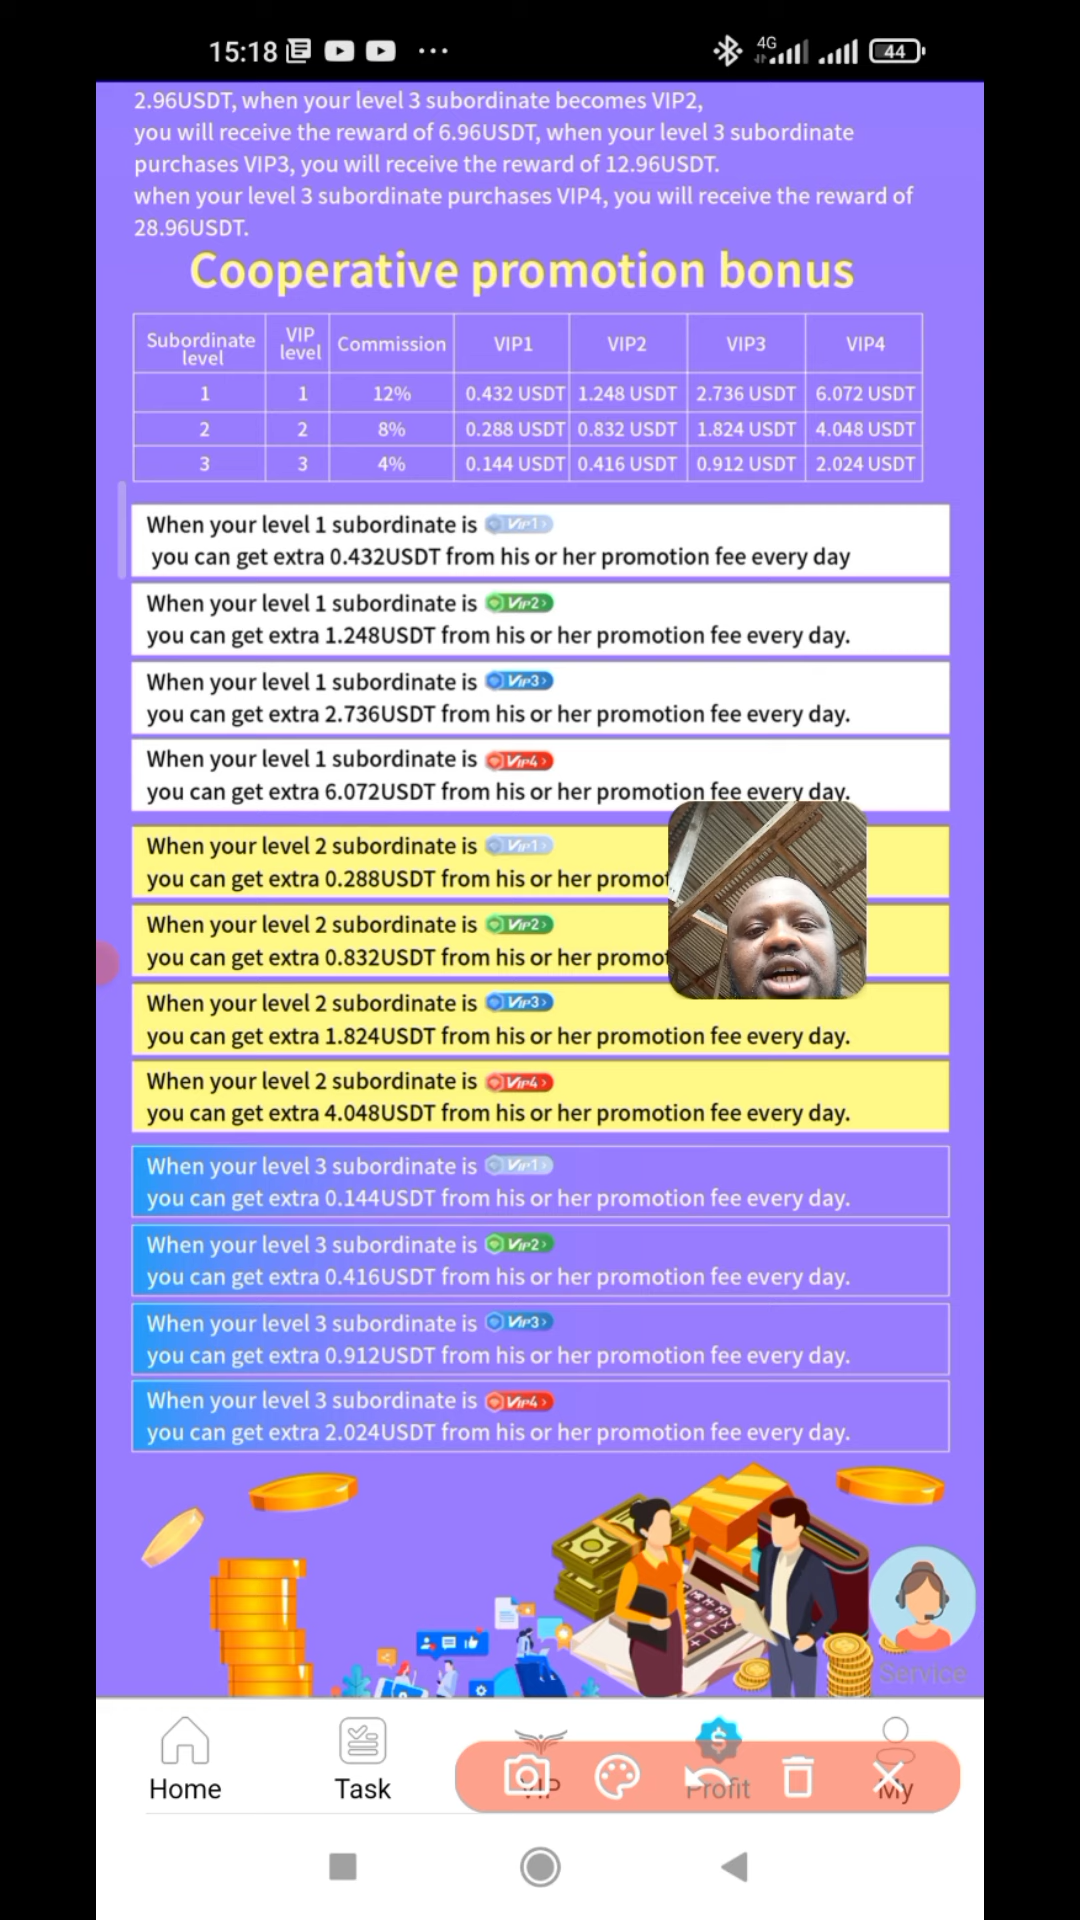 15:18
4G
44
2.96USDT, when your level 3 subordinate becomes VIP2,
you will receive the reward of 6.96USDT, when your level 3 subordinate
purchases VIP3, you will receive the reward of 12.96USDT.
when your level 3 subordinate purchases VIP4, you will receive the reward of
28.96USDT.
Cooperative promotion bonus
Subordinate level VIP level Commission VIP1 VIP2 VIP3 VIP4
1 1 12% 0.432 USDT 1.248 USDT 2.736 USDT 6.072 USDT
2 2 8% 0.288 USDT 0.832 USDT 1.824 USDT 4.048 USDT
3 3 4% 0.144 USDT 0.416 USDT 0.912 USDT 2.024 USDT
When your level 1 subordinate is VIP1
you can get extra 0.432USDT from his or her promotion fee every day
When your level 1 subordinate is VIP2
you can get extra 1.248USDT from his or her promotion fee every day.
When your level 1 subordinate is VIP3
you can get extra 2.736USDT from his or her promotion fee every day.
When your level 1 subordinate is VIP4
you can get extra 6.072USDT from his or her promotion fee every day.
When your level 2 subordinate is VIP1
you can get extra 0.288USDT from his or her promot
When your level 2 subordinate is VIP2
you can get extra 0.832USDT from his or her promot
When your level 2 subordinate is VIP3
you can get extra 1.824USDT from his or her promotion fee every day.
When your level 2 subordinate is VIP4
you can get extra 4.048USDT from his or her promotion fee every day.
When your level 3 subordinate is VIP1
you can get extra 0.144USDT from his or her promotion fee every day.
When your level 3 subordinate is VIP2
you can get extra 0.416USDT from his or her promotion fee every day.
When your level 3 subordinate is VIP3
you can get extra 0.912USDT from his or her promotion fee every day.
When your level 3 subordinate is VIP4
you can get extra 2.024USDT from his or her promotion fee every day.
Service
Home Task VIP Profit My